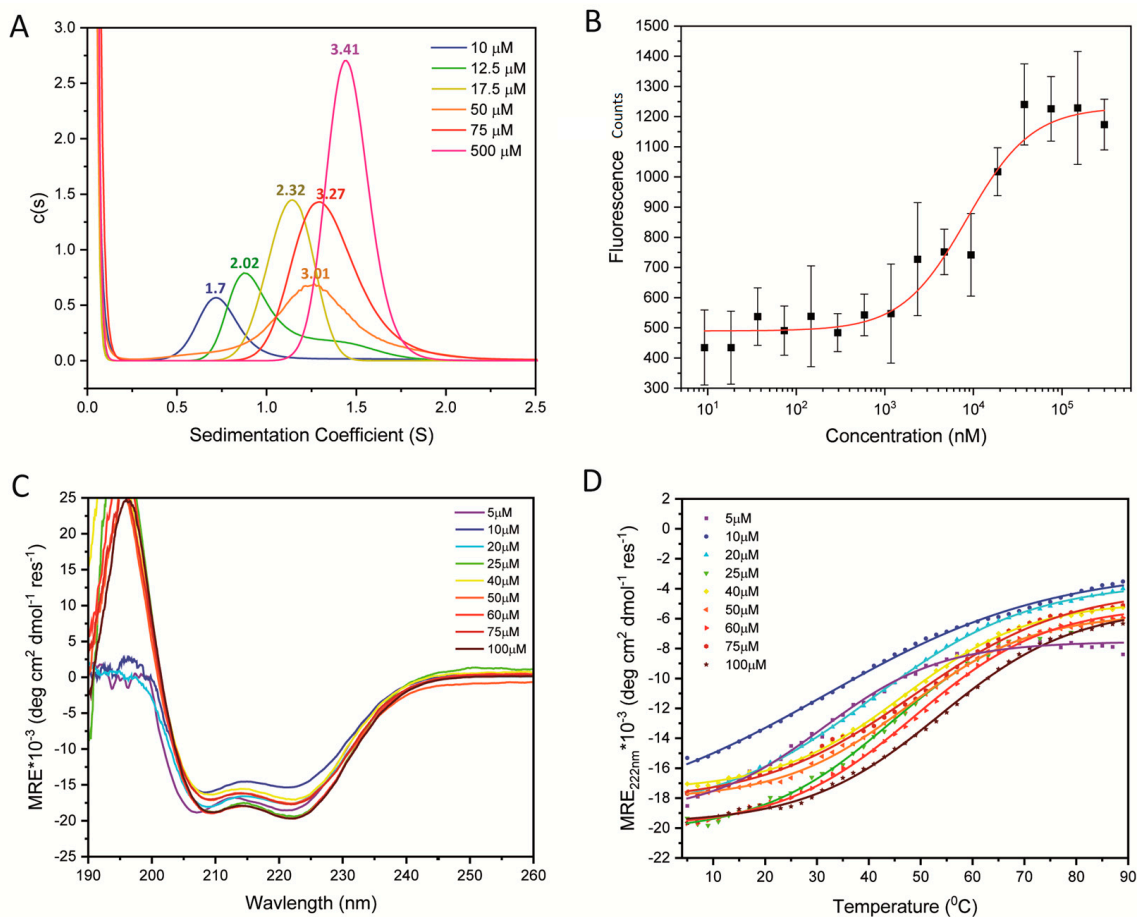 A
3.0
2.5
2.0
1.5
1.0
0.5
0.0
c(s)
0.0 0.5 1.0 1.5 2.0 2.5
Sedimentation Coefficient (S)
10 μM
12.5 μM
17.5 μM
50 μM
75 μM
500 μM
1.7
2.02
2.32
3.01
3.27
3.41
B
1500
1400
1300
1200
1100
1000
900
800
700
600
500
400
300
Fluorescence Counts
10¹ 10² 10³ 10⁴ 10⁵
Concentration (nM)
C
25
20
15
10
5
0
-5
-10
-15
-20
-25
MRE*10⁻³ (deg cm² dmol⁻¹ res⁻¹)
190 200 210 220 230 240 250 260
Wavelength (nm)
5μM
10μM
20μM
25μM
40μM
50μM
60μM
75μM
100μM
D
2
0
-2
-4
-6
-8
-10
-12
-14
-16
-18
-20
-22
MRE₂₂₂ₙₘ*10⁻³ (deg cm² dmol⁻¹ res⁻¹)
10 20 30 40 50 60 70 80 90
Temperature (⁰C)
5μM
10μM
20μM
25μM
40μM
50μM
60μM
75μM
100μM